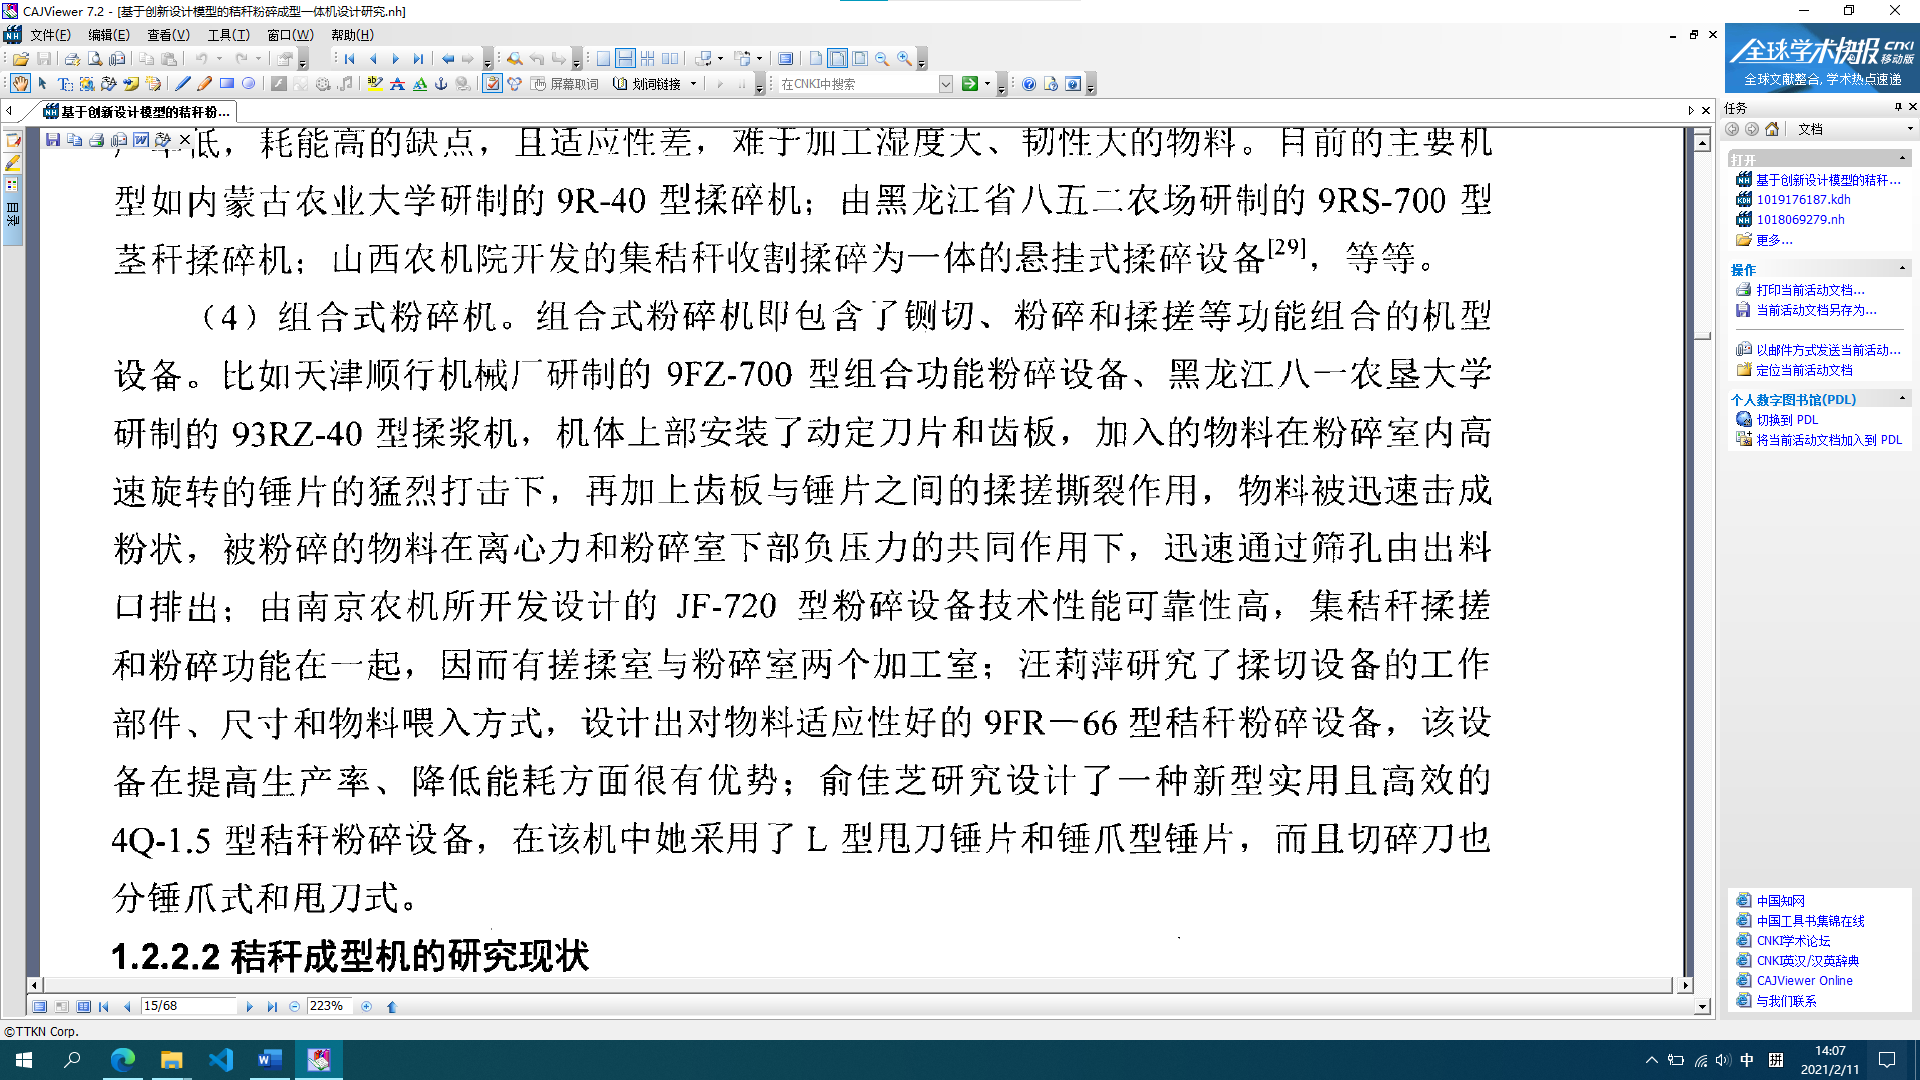 CAJViewer 7.2 - [基于创新设计模型的秸秆粉碎成型一体机设计研究.nh]
文件(F) 编辑(E) 查看(V) 工具(T) 窗口(W) 帮助(H)
屏幕取词 划词链接 在CNKI中搜索
全球学术快报 CNKI 移动版
全球文献整合, 学术热点速递
基于创新设计模型的秸秆粉...
目录
低，耗能高的缺点，且适应性差，难于加工湿度大、韧性大的物料。目前的主要机
型如内蒙古农业大学研制的 9R-40 型揉碎机；由黑龙江省八五二农场研制的 9RS-700 型
茎秆揉碎机；山西农机院开发的集秸秆收割揉碎为一体的悬挂式揉碎设备[29]，等等。
（4）组合式粉碎机。组合式粉碎机即包含了铡切、粉碎和揉搓等功能组合的机型
设备。比如天津顺行机械厂研制的 9FZ-700 型组合功能粉碎设备、黑龙江八一农垦大学
研制的 93RZ-40 型揉浆机，机体上部安装了动定刀片和齿板，加入的物料在粉碎室内高
速旋转的锤片的猛烈打击下，再加上齿板与锤片之间的揉搓撕裂作用，物料被迅速击成
粉状，被粉碎的物料在离心力和粉碎室下部负压力的共同作用下，迅速通过筛孔由出料
口排出；由南京农机所开发设计的 JF-720 型粉碎设备技术性能可靠性高，集秸秆揉搓
和粉碎功能在一起，因而有搓揉室与粉碎室两个加工室；汪莉萍研究了揉切设备的工作
部件、尺寸和物料喂入方式，设计出对物料适应性好的 9FR－66 型秸秆粉碎设备，该设
备在提高生产率、降低能耗方面很有优势；俞佳芝研究设计了一种新型实用且高效的
4Q-1.5 型秸秆粉碎设备，在该机中她采用了 L 型甩刀锤片和锤爪型锤片，而且切碎刀也
分锤爪式和甩刀式。
1.2.2.2 秸秆成型机的研究现状
15/68 223%
任务
文档
打开
基于创新设计模型的秸秆...
1019176187.kdh
1018069279.nh
更多...
操作
打印当前活动文档...
当前活动文档另存为...
以邮件方式发送当前活动...
定位当前活动文档
个人数字图书馆(PDL)
切换到 PDL
将当前活动文档加入到 PDL
中国知网
中国工具书集锦在线
CNKI学术论坛
CNKI英汉/汉英辞典
CAJViewer Online
与我们联系
©TTKN Corp.
中 拼
14:07
2021/2/11